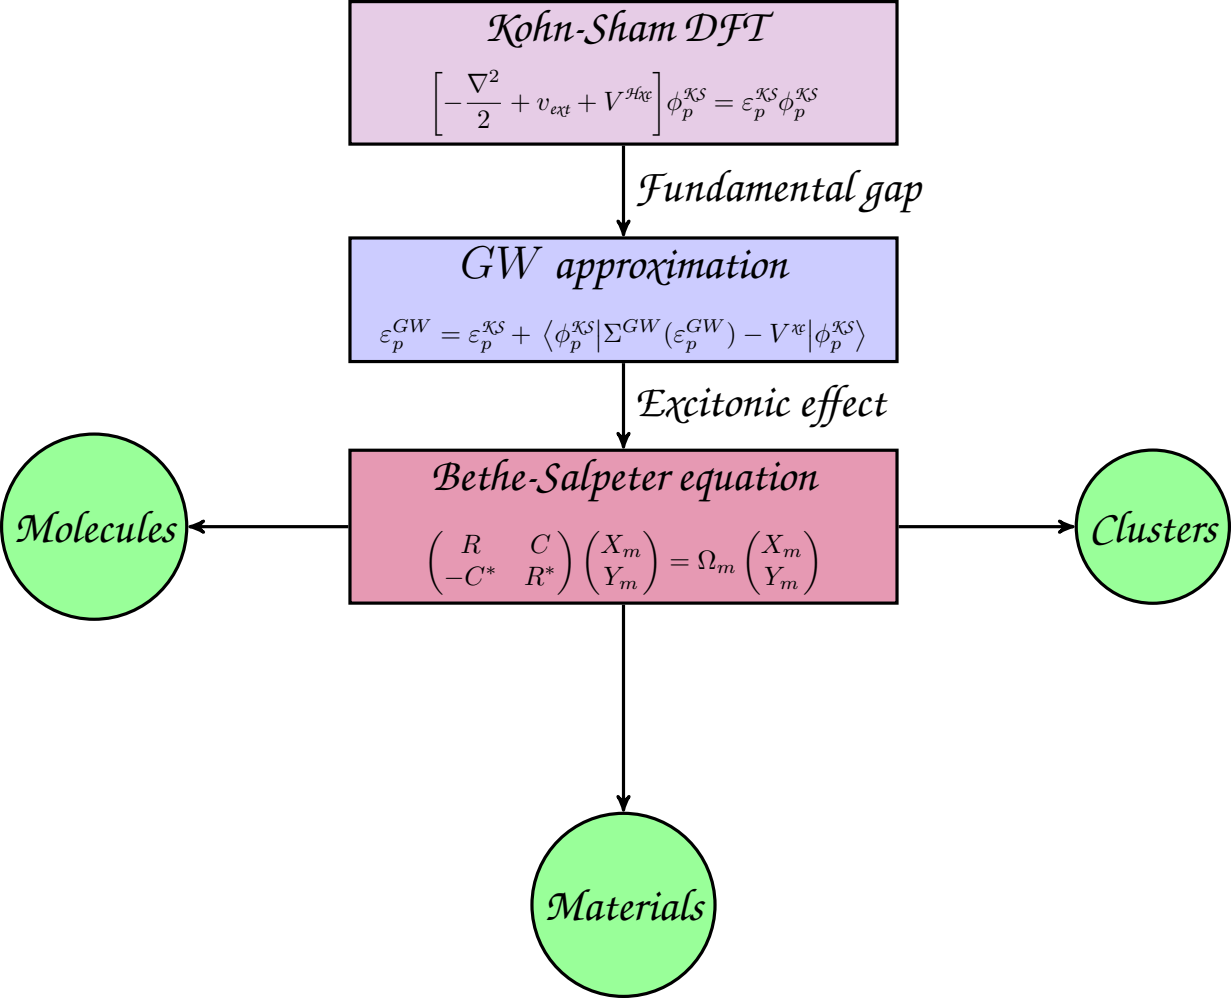 Kohn-Sham DFT
[−∇²/2 + v_ext + V^Hxc] ϕ_p^KS = ε_p^KS ϕ_p^KS
Fundamental gap
GW approximation
ε_p^GW = ε_p^KS + ⟨ϕ_p^KS|Σ^GW(ε_p^GW) − V^xc|ϕ_p^KS⟩
Excitonic effect
Bethe-Salpeter equation
( R C ) ( X_m ) = Ω_m ( X_m )
( −C* R* ) ( Y_m ) ( Y_m )
Molecules
Clusters
Materials